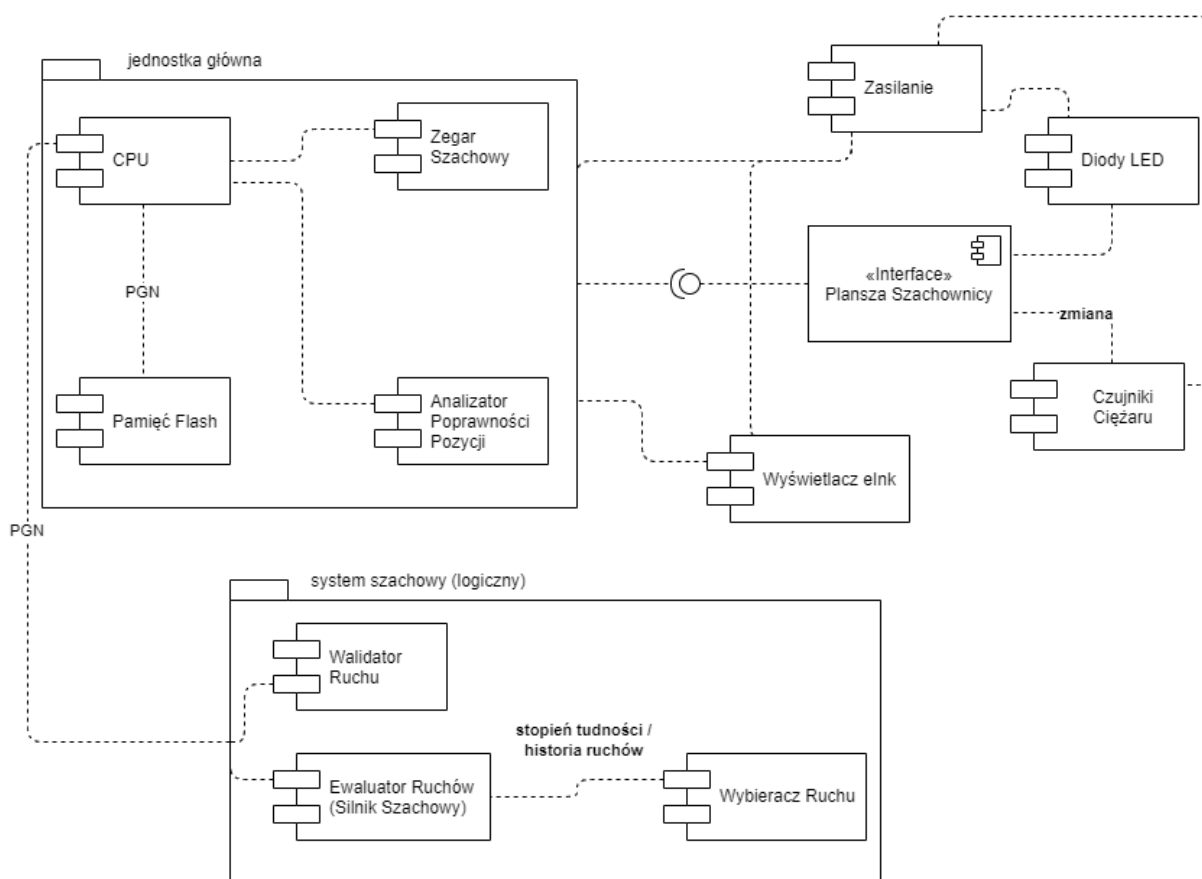 jednostka główna
Zasilanie
Zegar
Szachowy
CPU
Diody LED
«Interface»
Plansza Szachownicy
PGN
zmiana
Czujniki
Ciężaru
Pamięć Flash
Analizator
Poprawności
Pozycji
Wyświetlacz eInk
PGN
system szachowy (logiczny)
Walidator
Ruchu
stopień tudności /
historia ruchów
Ewaluator Ruchów
(Silnik Szachowy)
Wybieracz Ruchu